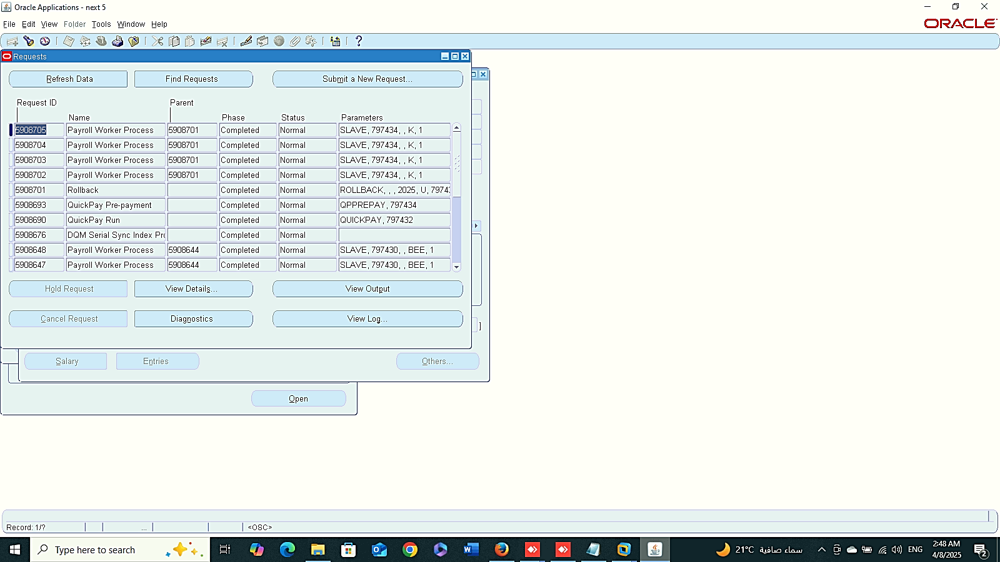 Oracle Applications - next 5
File Edit View Folder Tools Window Help
ORACLE
Requests
Refresh Data Find Requests Submit a New Request...
Request ID Parent
Name Phase Status Parameters
5908705 Payroll Worker Process 5908701 Completed Normal SLAVE, 797434, , K, 1
5908704 Payroll Worker Process 5908701 Completed Normal SLAVE, 797434, , K, 1
5908703 Payroll Worker Process 5908701 Completed Normal SLAVE, 797434, , K, 1
5908702 Payroll Worker Process 5908701 Completed Normal SLAVE, 797434, , K, 1
5908701 Rollback Completed Normal ROLLBACK, , , 2025, U, 79743
5908693 QuickPay Pre-payment Completed Normal QPPREPAY, 797434
5908690 QuickPay Run Completed Normal QUICKPAY, 797432
5908676 DQM Serial Sync Index Pro Completed Normal
5908648 Payroll Worker Process 5908644 Completed Normal SLAVE, 797430, , BEE, 1
5908647 Payroll Worker Process 5908644 Completed Normal SLAVE, 797430, , BEE, 1
Hold Request View Details... View Output
Cancel Request Diagnostics View Log...
]
Salary Entries Others...
Open
Record: 1/? ... <OSC>
Type here to search 21°C سماء صافية ENG 2:48 AM
4/8/2025 2